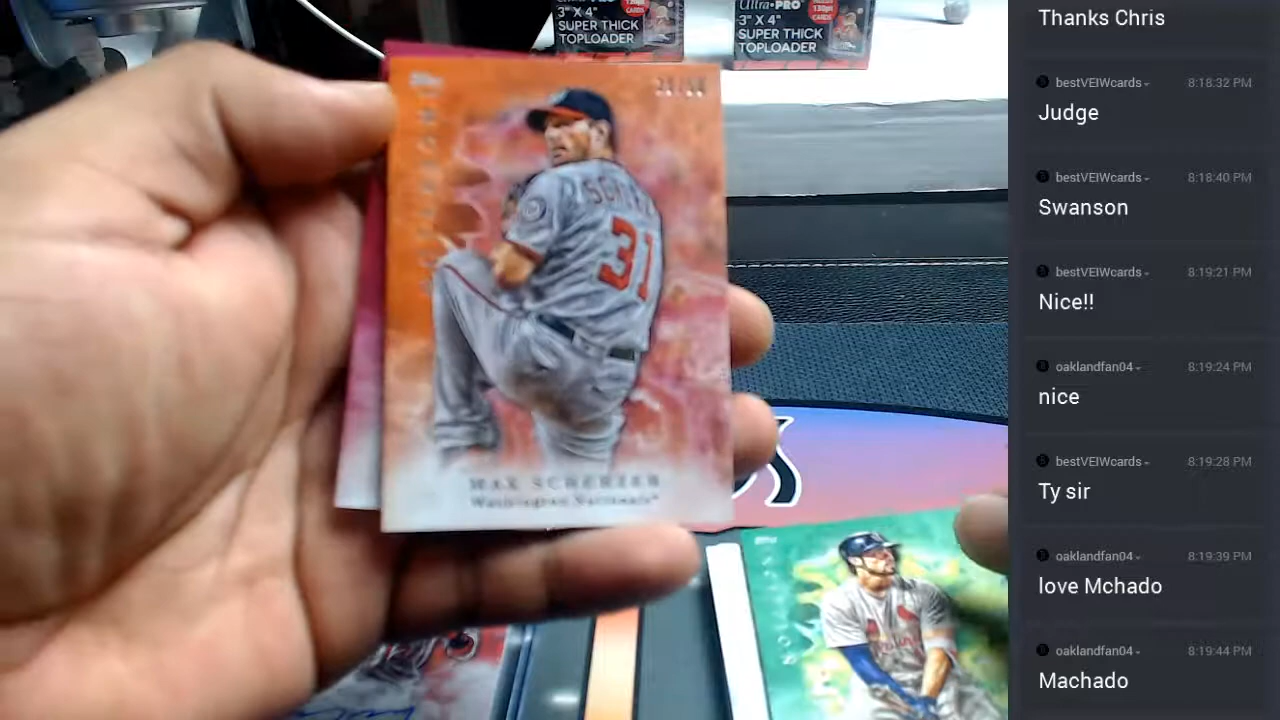 PRO
3" X 4"
SUPER THICK
TOPLOADER
Ultra-PRO
3" X 4"
SUPER THICK
TOPLOADER
130pt
CARDS
31
MAX SCHERZER
Washington Nationals
Thanks Chris
bestVEIWcards
8:18:32 PM
Judge
bestVEIWcards
8:18:40 PM
Swanson
bestVEIWcards
8:19:21 PM
Nice!!
oaklandfan04
8:19:24 PM
nice
bestVEIWcards
8:19:28 PM
Ty sir
oaklandfan04
8:19:39 PM
love Mchado
oaklandfan04
8:19:44 PM
Machado